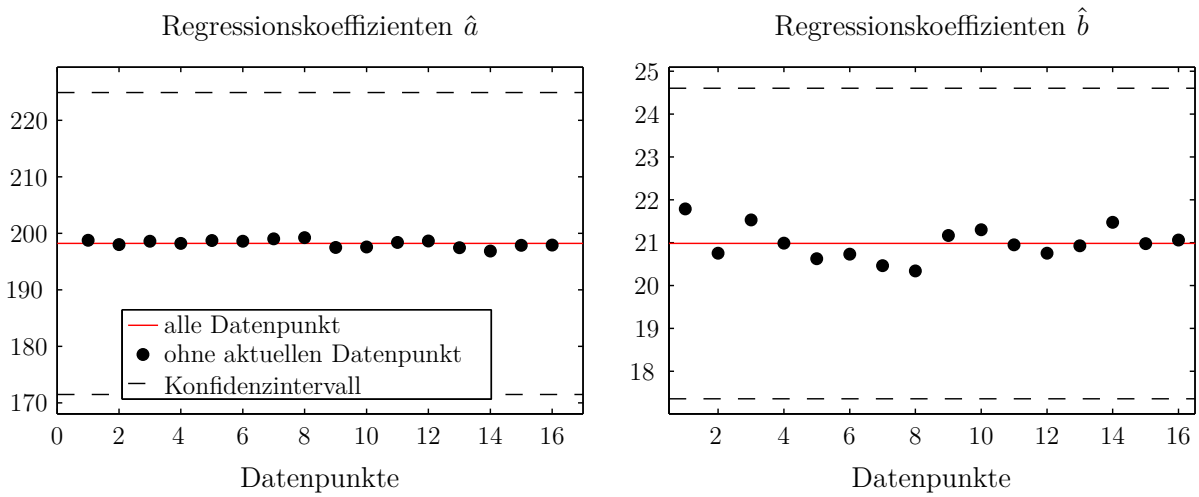 Regressionskoeffizienten â
220
210
200
190
180
170
0 2 4 6 8 10 12 14 16
Datenpunkte
alle Datenpunkt
ohne aktuellen Datenpunkt
Konfidenzintervall
Regressionskoeffizienten b̂
25
24
23
22
21
20
19
18
2 4 6 8 10 12 14 16
Datenpunkte